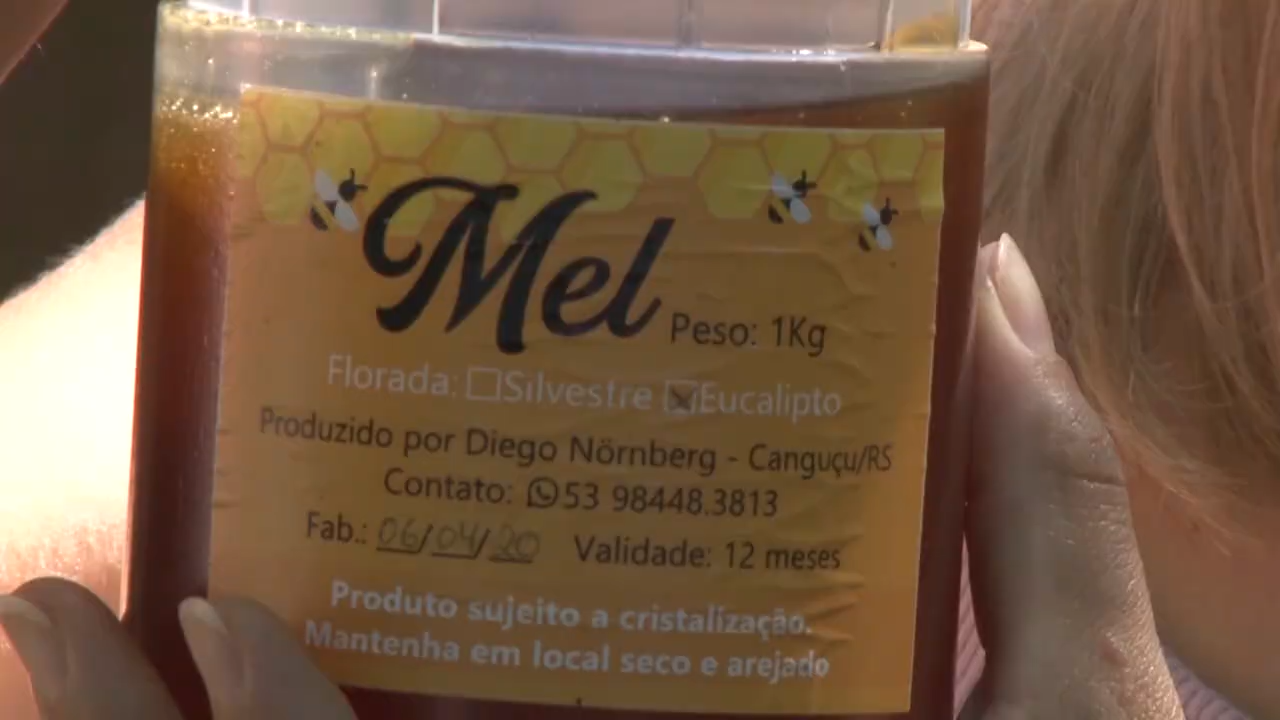 Mel Peso: 1Kg
Florada: ☐Silvestre ☒Eucalipto
Produzido por Diego Nörnberg - Canguçu/RS
Contato: 53 98448.3813
Fab.: 06/04/20 Validade: 12 meses
Produto sujeito a cristalização.
Mantenha em local seco e arejado